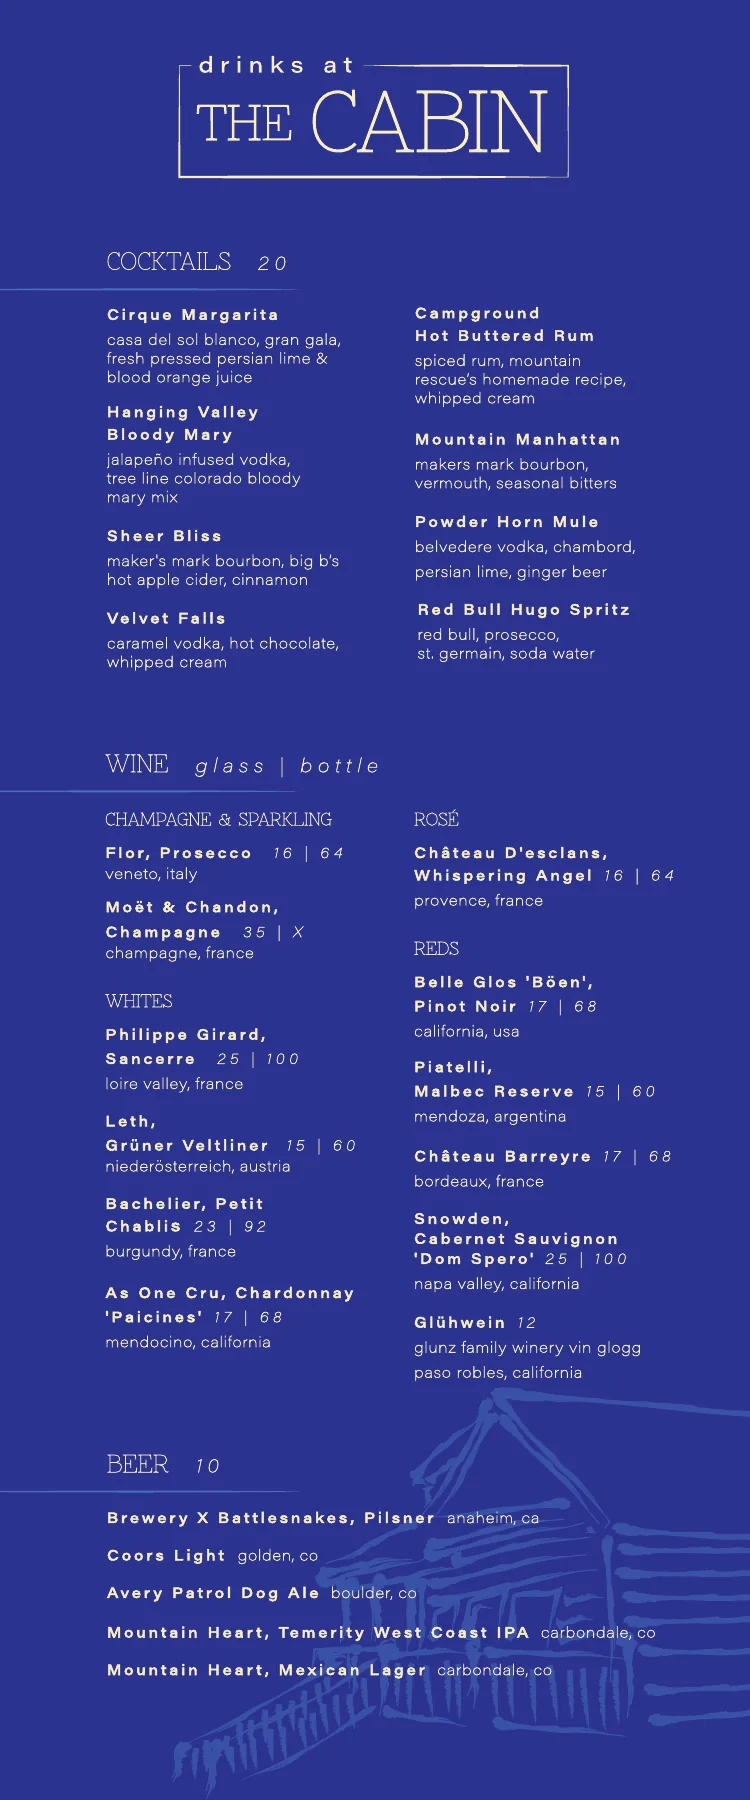 drinks at
THE CABIN
COCKTAILS 20
Cirque Margarita
casa del sol blanco, gran gala,
fresh pressed persian lime &
blood orange juice
Hanging Valley
Bloody Mary
jalapeño infused vodka,
tree line colorado bloody
mary mix
Sheer Bliss
maker's mark bourbon, big b's
hot apple cider, cinnamon
Velvet Falls
caramel vodka, hot chocolate,
whipped cream
Campground
Hot Buttered Rum
spiced rum, mountain
rescue's homemade recipe,
whipped cream
Mountain Manhattan
makers mark bourbon,
vermouth, seasonal bitters
Powder Horn Mule
belvedere vodka, chambord,
persian lime, ginger beer
Red Bull Hugo Spritz
red bull, prosecco,
st. germain, soda water
WINE glass | bottle
CHAMPAGNE & SPARKLING
Flor, Prosecco 16 | 64
veneto, italy
Moët & Chandon,
Champagne 35 | X
champagne, france
WHITES
Philippe Girard,
Sancerre 25 | 100
loire valley, france
Leth,
Grüner Veltliner 15 | 60
niederösterreich, austria
Bachelier, Petit
Chablis 23 | 92
burgundy, france
As One Cru, Chardonnay
'Paicines' 17 | 68
mendocino, california
ROSÉ
Château D'esclans,
Whispering Angel 16 | 64
provence, france
REDS
Belle Glos 'Böen',
Pinot Noir 17 | 68
california, usa
Piatelli,
Malbec Reserve 15 | 60
mendoza, argentina
Château Barreyre 17 | 68
bordeaux, france
Snowden,
Cabernet Sauvignon
'Dom Spero' 25 | 100
napa valley, california
Glühwein 12
glunz family winery vin glogg
paso robles, california
BEER 10
Brewery X Battlesnakes, Pilsner anaheim, ca
Coors Light golden, co
Avery Patrol Dog Ale boulder, co
Mountain Heart, Temerity West Coast IPA carbondale, co
Mountain Heart, Mexican Lager carbondale, co